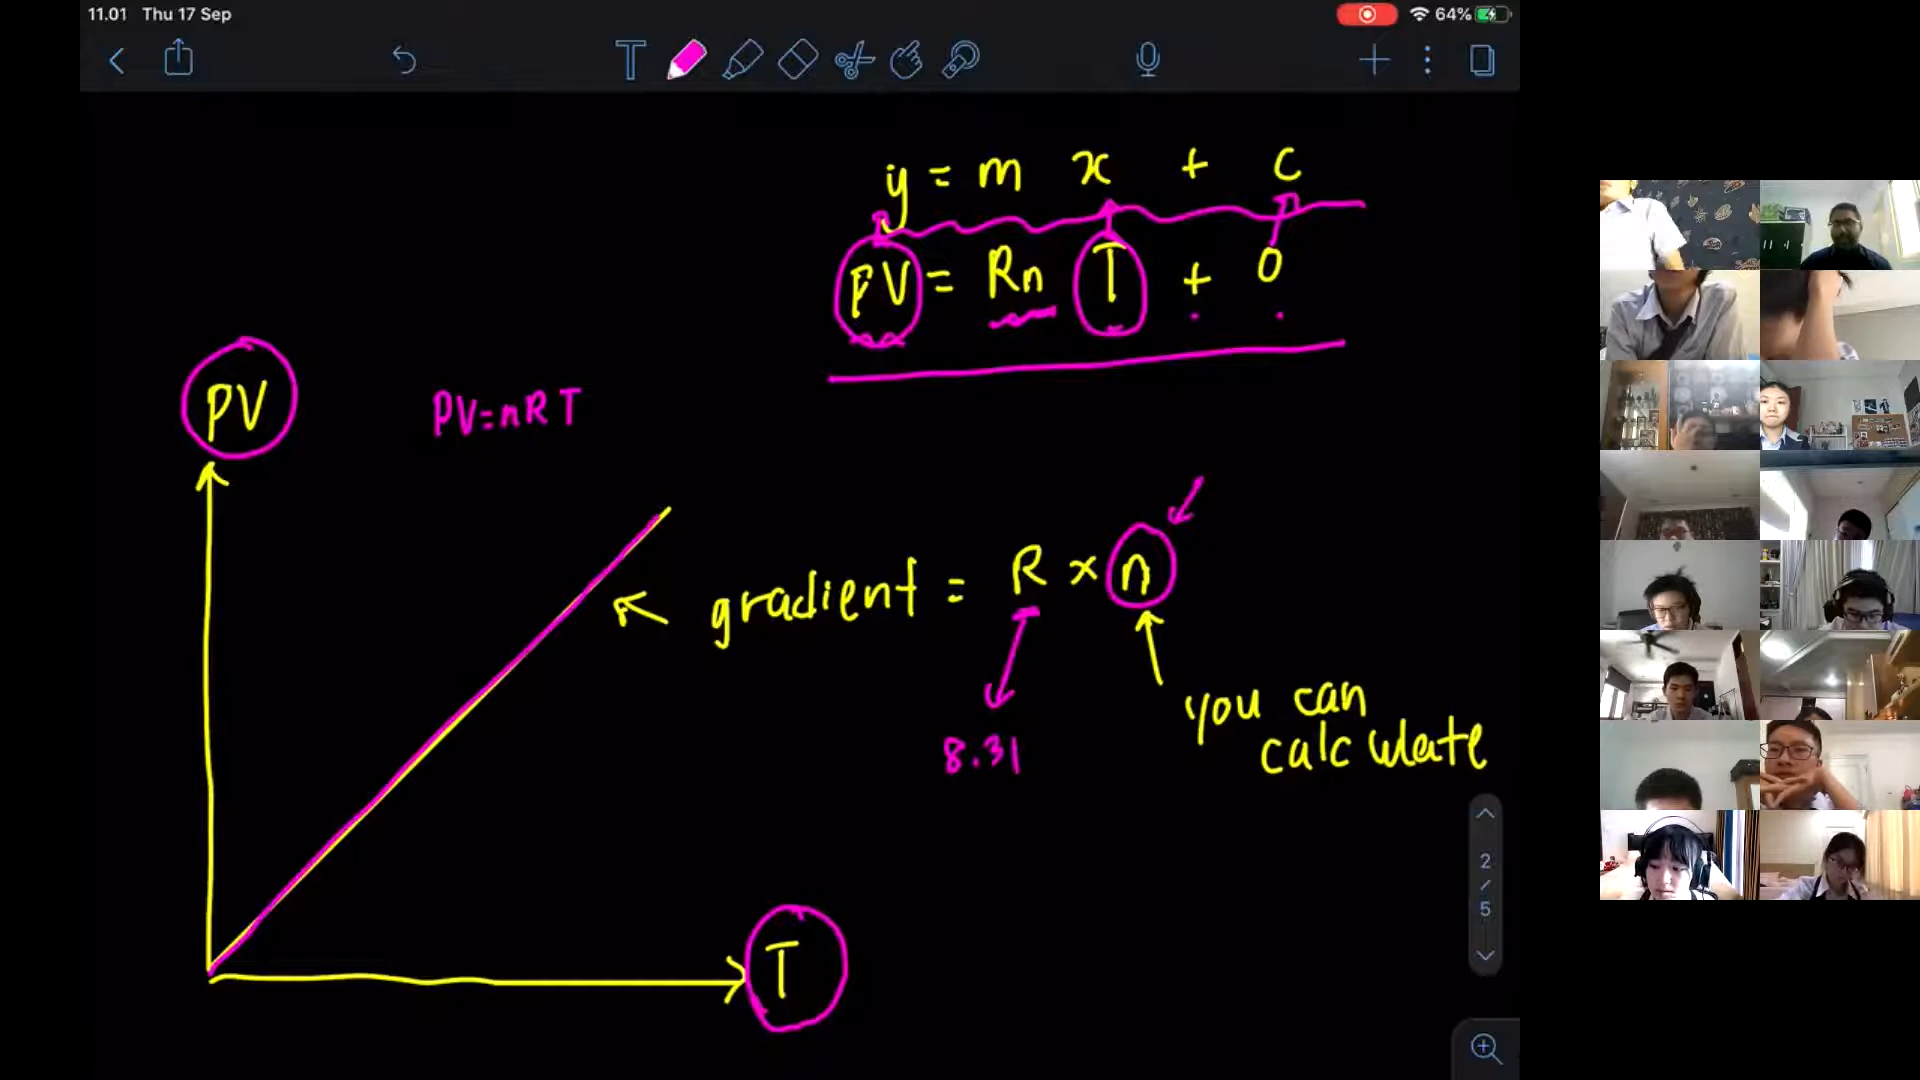 11.01 Thu 17 Sep
64%
T
y = m x + c
PV = Rn T + 0
PV
PV=nRT
gradient = R × n
8.31
you can
calculate
T
2
/
5